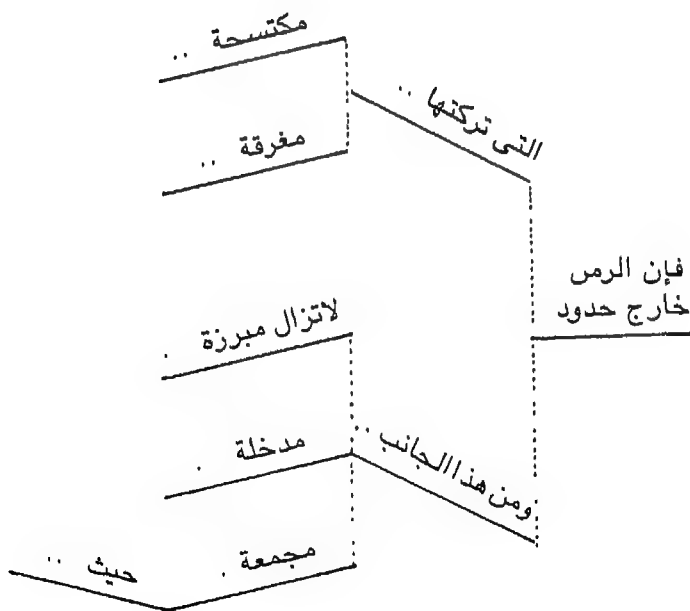 فإن الرمس
خارج حدود
التى تركتها ..
مكتسحة ..
مغرقة ..
ومن هذا الجانب ..
لاتزال مبرزة .
مدخلة .
مجمعة .
حيث ..